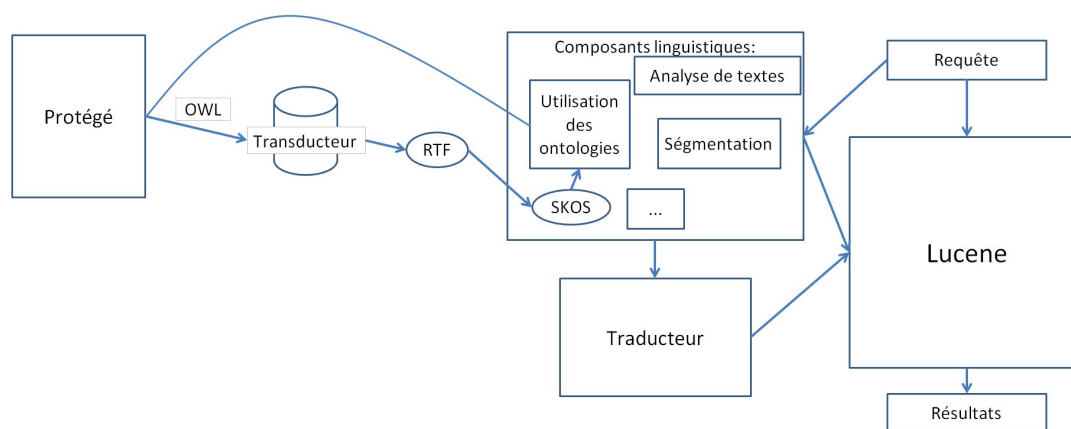 Protégé
OWL
Transducteur
RTF
Composants linguistiques:
Analyse de textes
Utilisation
des
ontologies
Ségmentation
SKOS
...
Traducteur
Requête
Lucene
Résultats